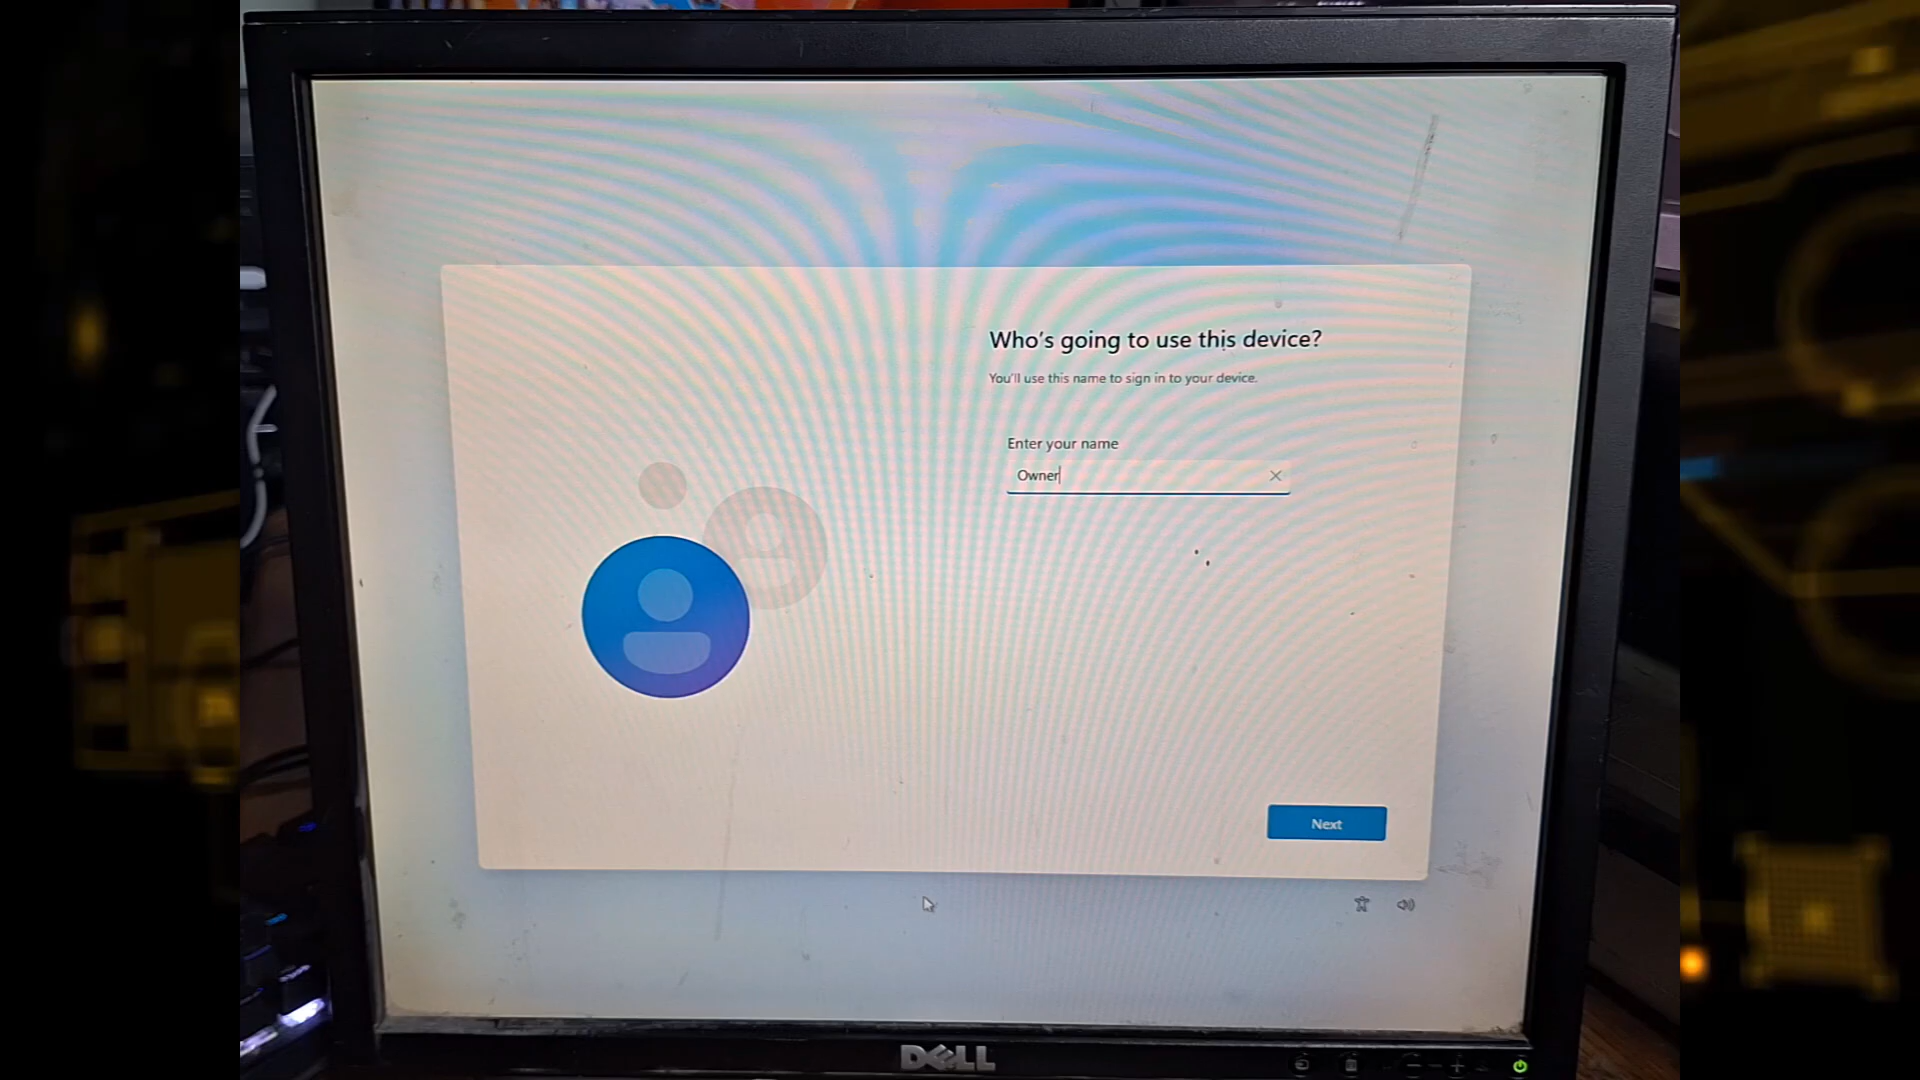 Who's going to use this device?
You'll use this name to sign in to your device.
Enter your name
Owner
Next
DELL